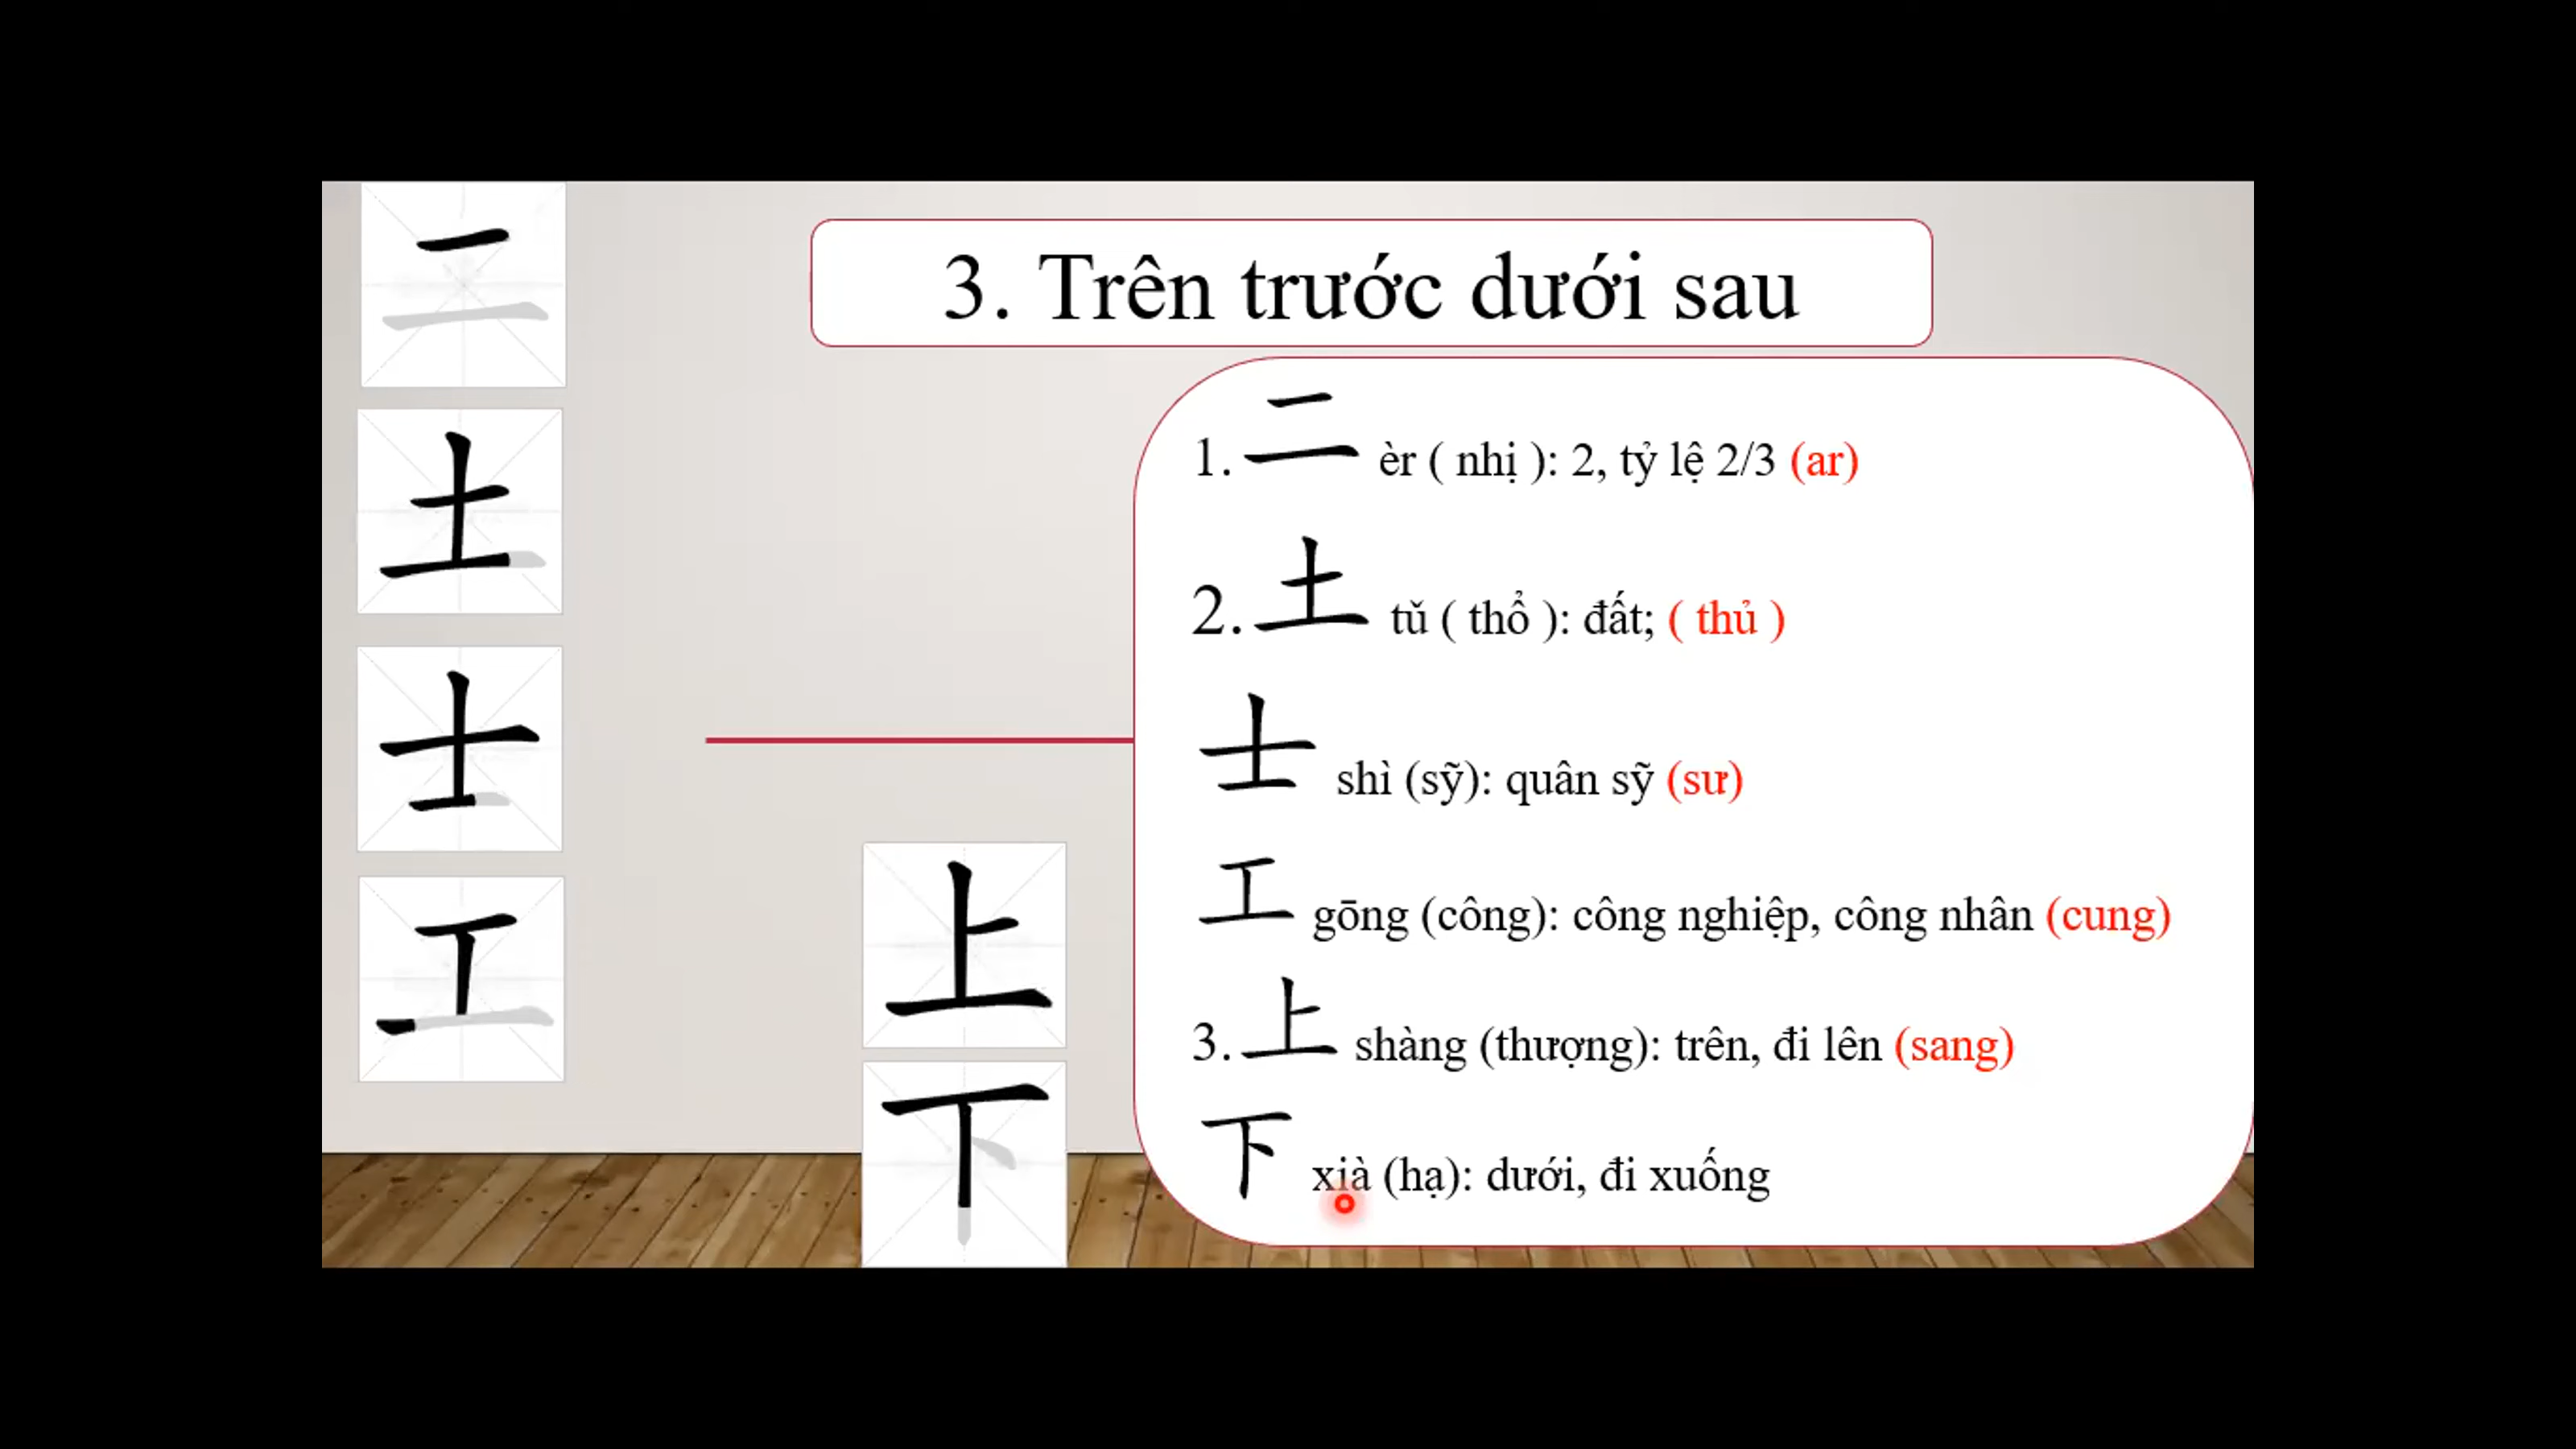 二
土
士
工
上
下
3. Trên trước dưới sau
1. 二 èr ( nhị ): 2, tỷ lệ 2/3 (ar)
2. 土 tǔ ( thổ ): đất; ( thủ )
士 shì (sỹ): quân sỹ (sư)
工 gōng (công): công nghiệp, công nhân (cung)
3. 上 shàng (thượng): trên, đi lên (sang)
下 xià (hạ): dưới, đi xuống